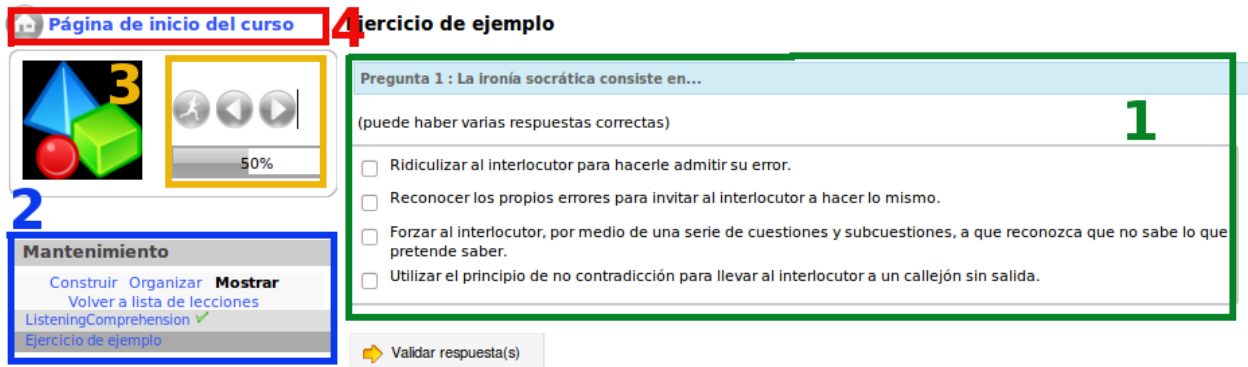 Página de inicio del curso
4
Ejercicio de ejemplo
3
50%
2
Mantenimiento
Construir Organizar Mostrar
Volver a lista de lecciones
ListeningComprehension
Ejercicio de ejemplo
Pregunta 1 : La ironía socrática consiste en...
1
(puede haber varias respuestas correctas)
Ridiculizar al interlocutor para hacerle admitir su error.
Reconocer los propios errores para invitar al interlocutor a hacer lo mismo.
Forzar al interlocutor, por medio de una serie de cuestiones y subcuestiones, a que reconozca que no sabe lo que
pretende saber.
Utilizar el principio de no contradicción para llevar al interlocutor a un callejón sin salida.
Validar respuesta(s)